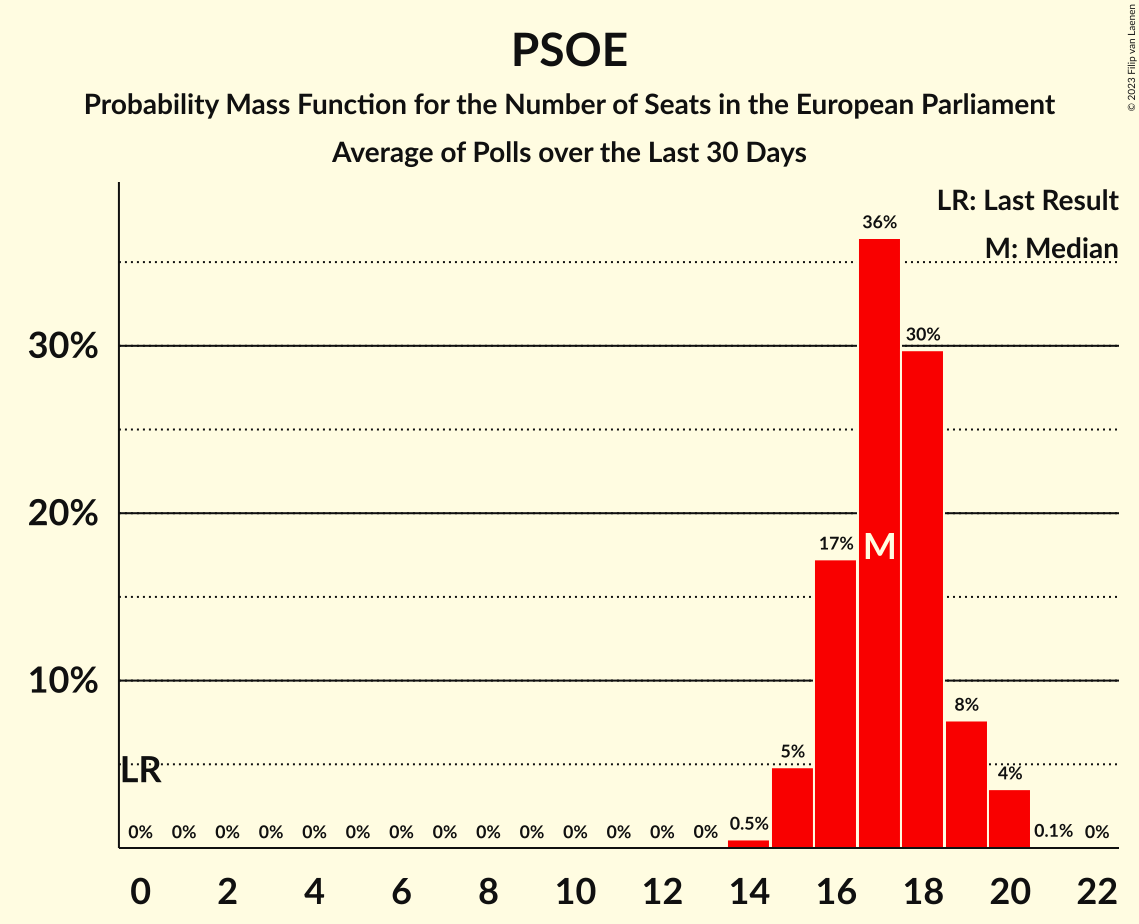 PSOE
Probability Mass Function for the Number of Seats in the European Parliament
Average of Polls over the Last 30 Days
© 2023 Filip van Laenen
LR: Last Result
M: Median
36%
30%
30%
20%
17%
M
10%
8%
5%
4%
LR
0% 0% 0% 0% 0% 0% 0% 0% 0% 0% 0% 0% 0% 0% 0.5% 0.1% 0%
0 2 4 6 8 10 12 14 16 18 20 22